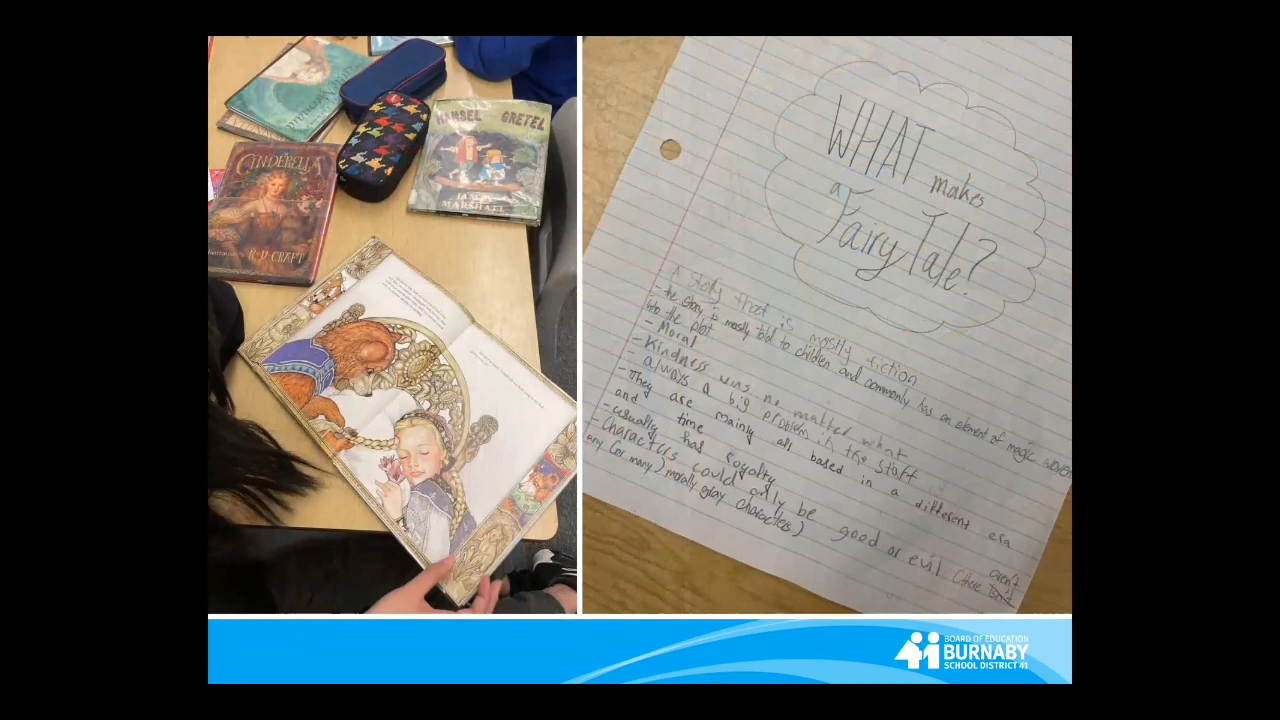 CINDERELLA
K.Y. CRAFT
HANSEL GRETEL
JAMES
MARSHALL
WHAT makes
a Fairy Tale?
A story that is mostly fiction
- the story is mostly told to children and commonly has an element of magic woven
into the plot
- Moral
- Kindness wins no matter what
- always a big problem in the start
- They are mainly all based in a different era
and time
- usually has royalty
- Characters could only be good or evil (there aren't
any (or many) morally gray characters.)
BOARD OF EDUCATION
BURNABY
SCHOOL DISTRICT 41